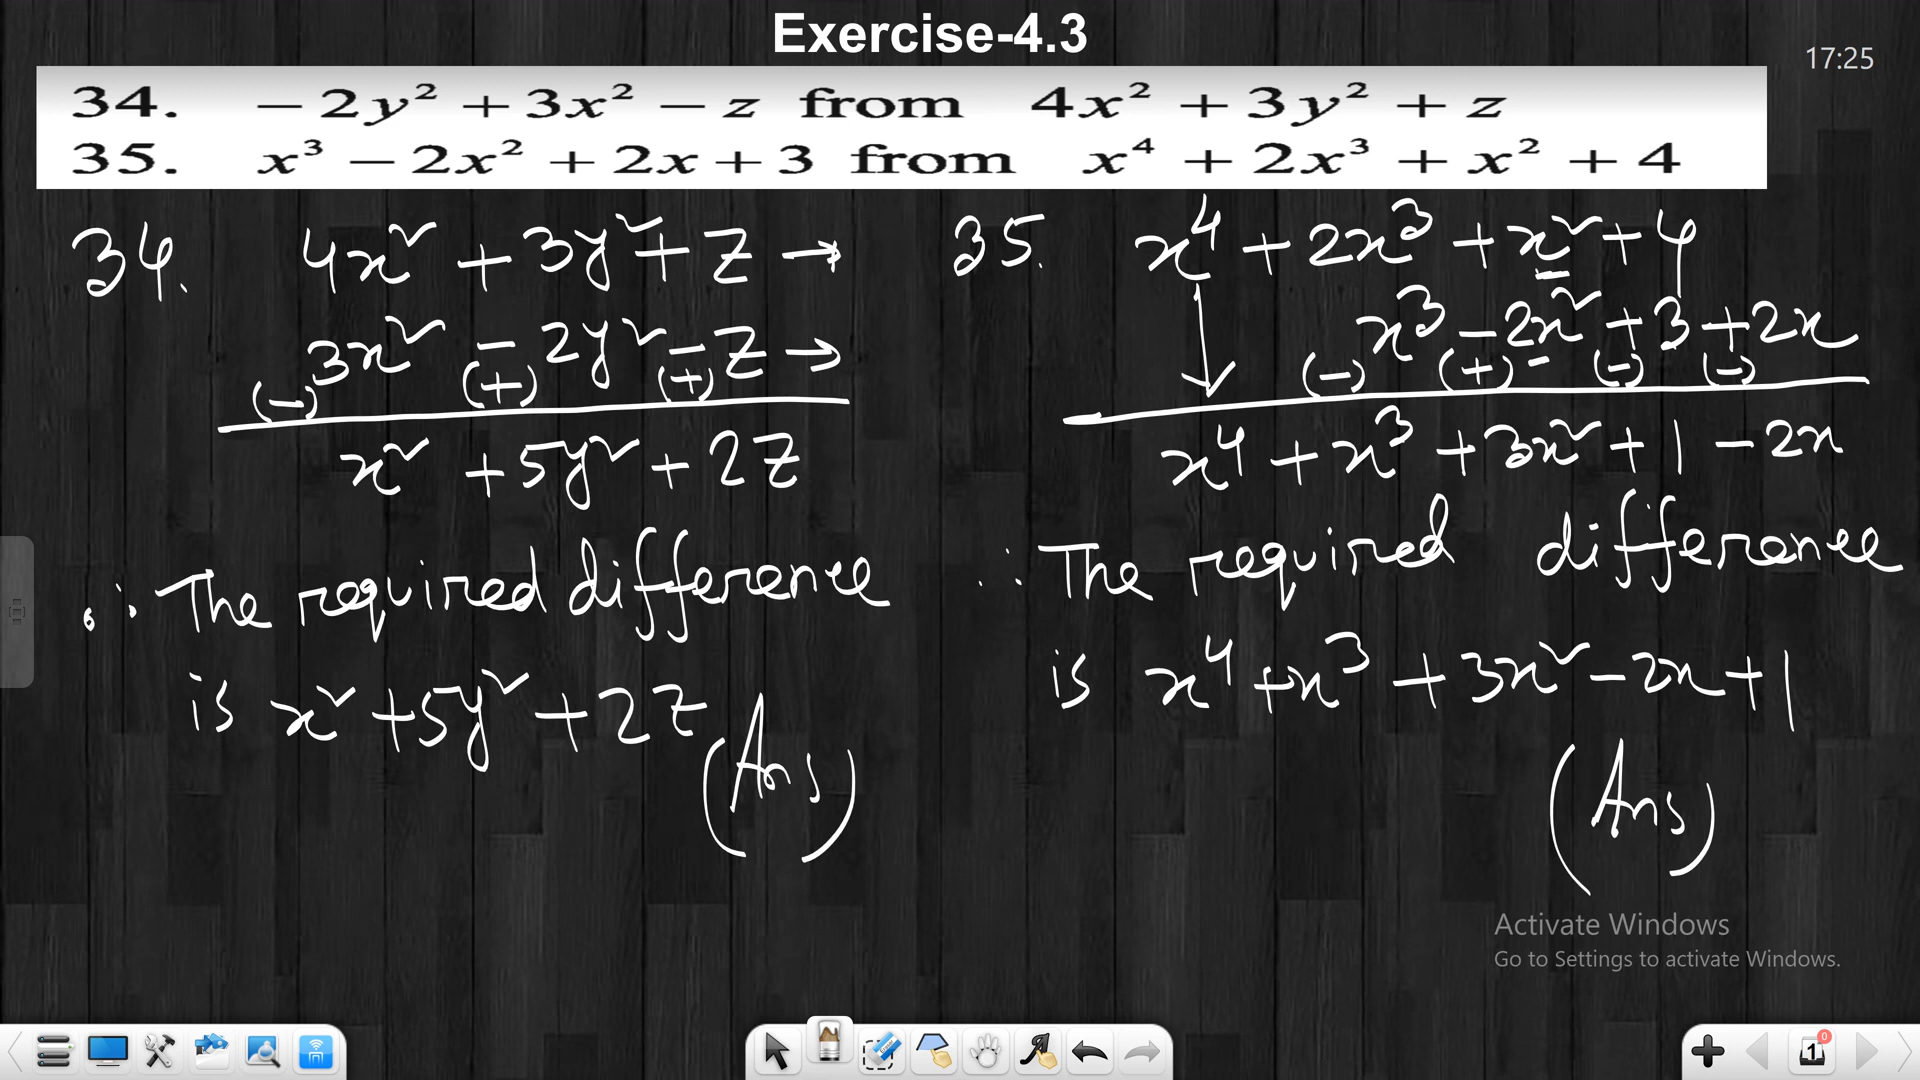 Exercise-4.3
17:25
34. − 2y² + 3x² − z from 4x² + 3y² + z
35. x³ − 2x² + 2x + 3 from x⁴ + 2x³ + x² + 4
34. 4x² + 3y² + z →
3x² − 2y² − z →
(−) (+) (+)
x² + 5y² + 2z
∴ The required difference
is x² + 5y² + 2z
(Ans)
35. x⁴ + 2x³ + x² + 4
x³ − 2x² + 3 + 2x
(−) (+) (−) (−)
x⁴ + x³ + 3x² + 1 − 2x
∴ The required difference
is x⁴ + x³ + 3x² − 2x + 1
(Ans)
Activate Windows
Go to Settings to activate Windows.
1
0